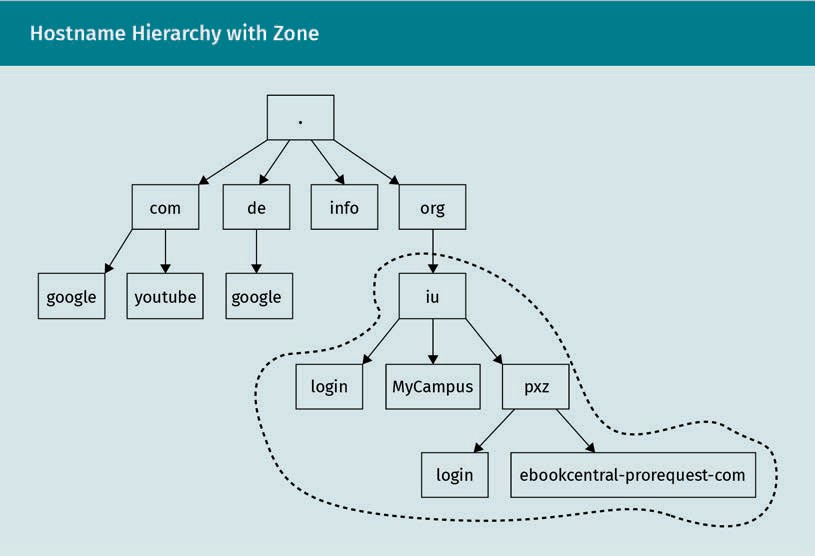 Hostname Hierarchy with Zone
.
com
de
info
org
google
youtube
google
iu
login
MyCampus
pxz
login
ebookcentral-prorequest-com